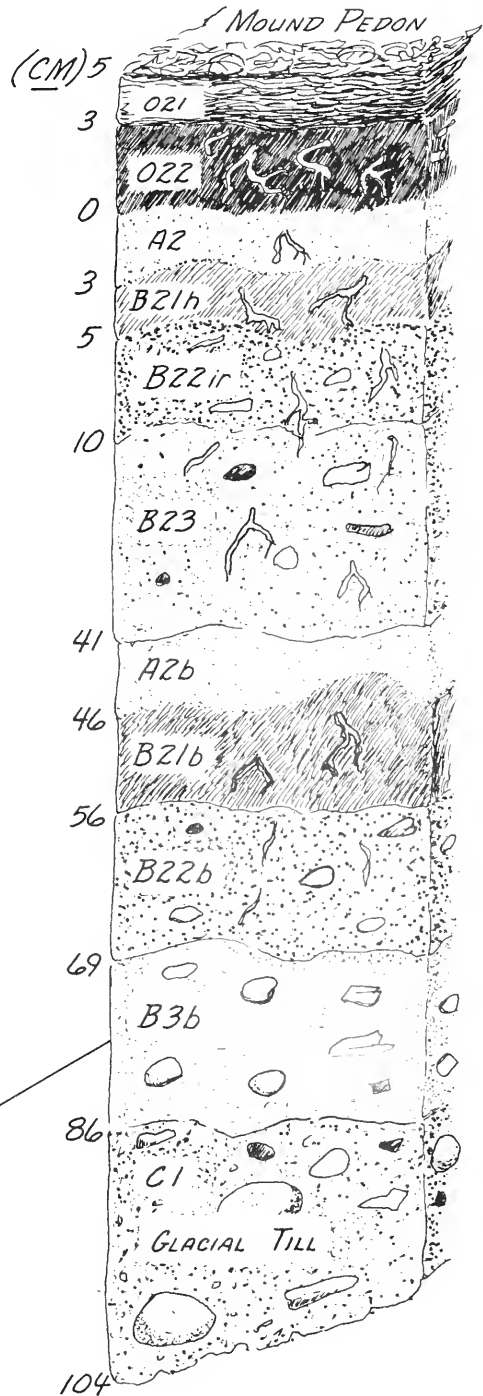 MOUND PEDON
(CM) 5
O21
3
O22
0
A2
3
B21h
5
B22ir
10
B23
41
A2b
46
B21b
56
B22b
69
B3b
86
C1
GLACIAL TILL
104